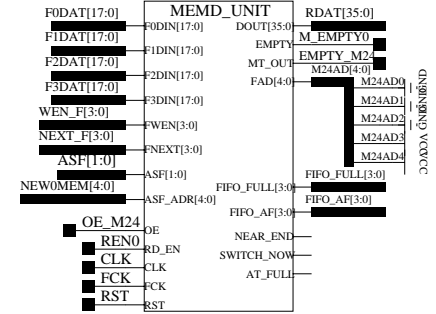 MEMD_UNIT
F0DAT[17:0] F0DIN[17:0] DOUT[35:0] RDAT[35:0]
F1DAT[17:0] F1DIN[17:0] EMPTY M_EMPTY0
F2DAT[17:0] F2DIN[17:0] MT_OUT EMPTY_M24
F3DAT[17:0] F3DIN[17:0] FAD[4:0] M24AD[4:0]
WEN_F[3:0] FWEN[3:0]
NEXT_F[3:0] FNEXT[3:0]
ASF[1:0] ASF[1:0]
NEW0MEM[4:0] ASF_ADR[4:0]
M24AD0 GND
M24AD1
M24AD2 GND
M24AD3 VCC
M24AD4 VCC
FIFO_FULL[3:0] FIFO_FULL[3:0]
FIFO_AF[3:0] FIFO_AF[3:0]
OE_M24 OE NEAR_END
REN0 RD_EN SWITCH_NOW
CLK CLK AT_FULL
FCK FCK
RST RST